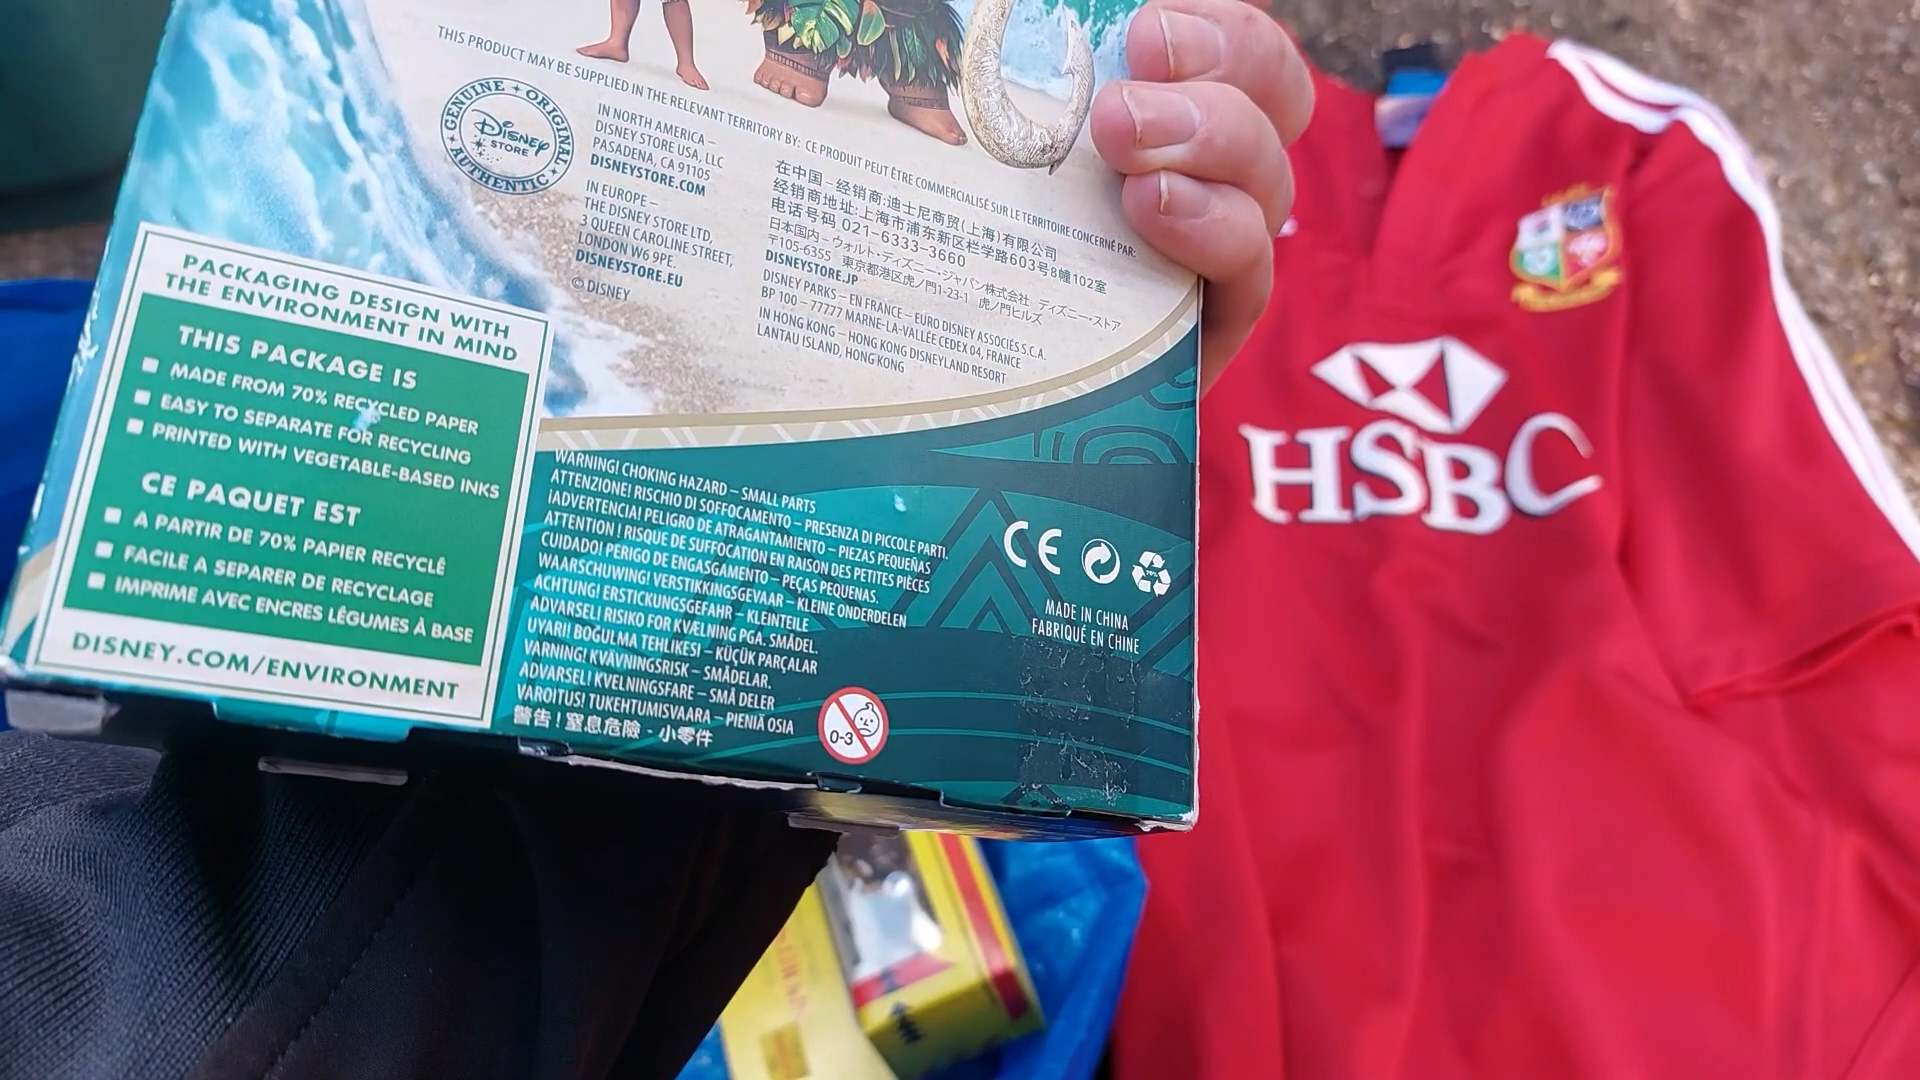 THIS PRODUCT MAY BE SUPPLIED IN THE RELEVANT TERRITORY BY: CE PRODUIT PEUT ÊTRE COMMERCIALISÉ SUR LE TERRITOIRE CONCERNÉ PAR:
GENUINE ORIGINAL
Disney
STORE
AUTHENTIC
IN NORTH AMERICA –
DISNEY STORE USA, LLC
PASADENA, CA 91105
DISNEYSTORE.COM
IN EUROPE –
THE DISNEY STORE LTD,
3 QUEEN CAROLINE STREET,
LONDON W6 9PE.
DISNEYSTORE.EU
© DISNEY
在中国 – 经销商:迪士尼商贸(上海)有限公司
经销商地址:上海市浦东新区栏学路603号8幢102室
电话号码 021-6333-3660
日本国内 – ウォルト・ディズニー・ジャパン株式会社 ディズニー・ストア
〒105-6355 東京都港区虎ノ門1-23-1 虎ノ門ヒルズ
DISNEYSTORE.JP
DISNEY PARKS – EN FRANCE – EURO DISNEY ASSOCIÉS S.C.A.
BP 100 – 77777 MARNE-LA-VALLÉE CEDEX 04, FRANCE
IN HONG KONG – HONG KONG DISNEYLAND RESORT
LANTAU ISLAND, HONG KONG
PACKAGING DESIGN WITH
THE ENVIRONMENT IN MIND
THIS PACKAGE IS
MADE FROM 70% RECYCLED PAPER
EASY TO SEPARATE FOR RECYCLING
PRINTED WITH VEGETABLE-BASED INKS
CE PAQUET EST
A PARTIR DE 70% PAPIER RECYCLÉ
FACILE A SEPARER DE RECYCLAGE
IMPRIME AVEC ENCRES LÉGUMES À BASE
DISNEY.COM/ENVIRONMENT
WARNING! CHOKING HAZARD – SMALL PARTS
ATTENZIONE! RISCHIO DI SOFFOCAMENTO – PRESENZA DI PICCOLE PARTI.
¡ADVERTENCIA! PELIGRO DE ATRAGANTAMIENTO – PIEZAS PEQUEÑAS
ATTENTION ! RISQUE DE SUFFOCATION EN RAISON DES PETITES PIÈCES
CUIDADO! PERIGO DE ENGASGAMENTO – PEÇAS PEQUENAS.
WAARSCHUWING! VERSTIKKINGSGEVAAR – KLEINE ONDERDELEN
ACHTUNG! ERSTICKUNGSGEFAHR – KLEINTEILE
ADVARSEL! RISIKO FOR KVÆLNING PGA. SMÅDEL.
UYARI! BOĞULMA TEHLIKESI – KÜÇÜK PARÇALAR
VARNING! KVÄVNINGSRISK – SMÅDELAR.
ADVARSEL! KVELNINGSFARE – SMÅ DELER
VAROITUS! TUKEHTUMISVAARA – PIENIÄ OSIA
警告！窒息危險 - 小零件
0-3
CE
70%
MADE IN CHINA
FABRIQUÉ EN CHINE
HSBC